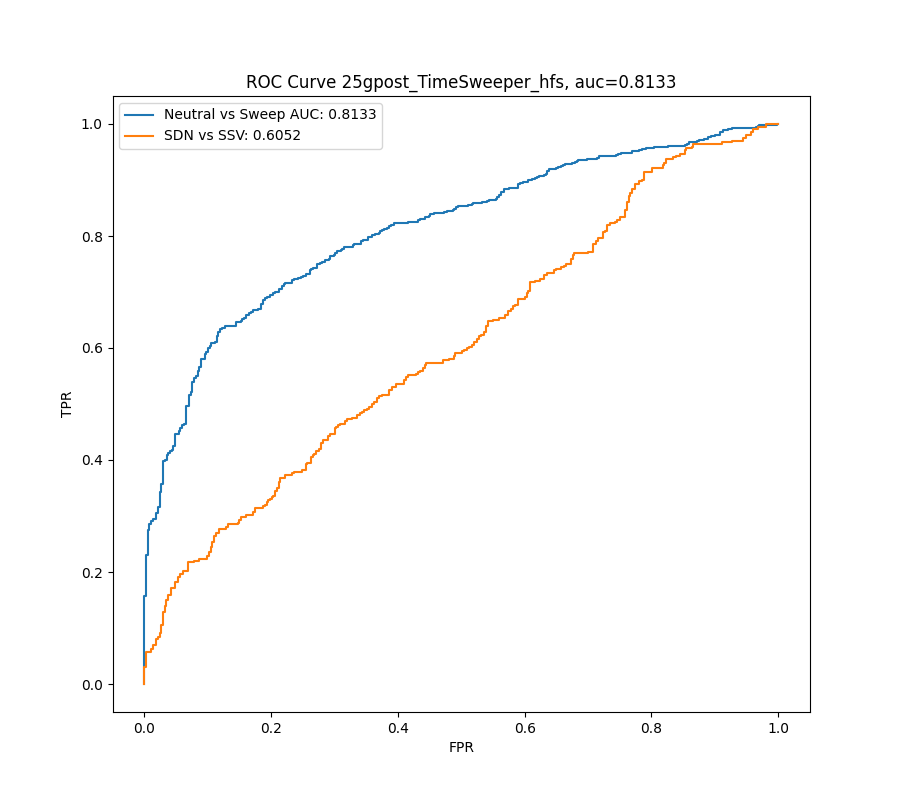 ROC Curve 25gpost_TimeSweeper_hfs, auc=0.8133
Neutral vs Sweep AUC: 0.8133
SDN vs SSV: 0.6052
1.0
0.8
0.6
0.4
0.2
0.0
TPR
0.0 0.2 0.4 0.6 0.8 1.0
FPR